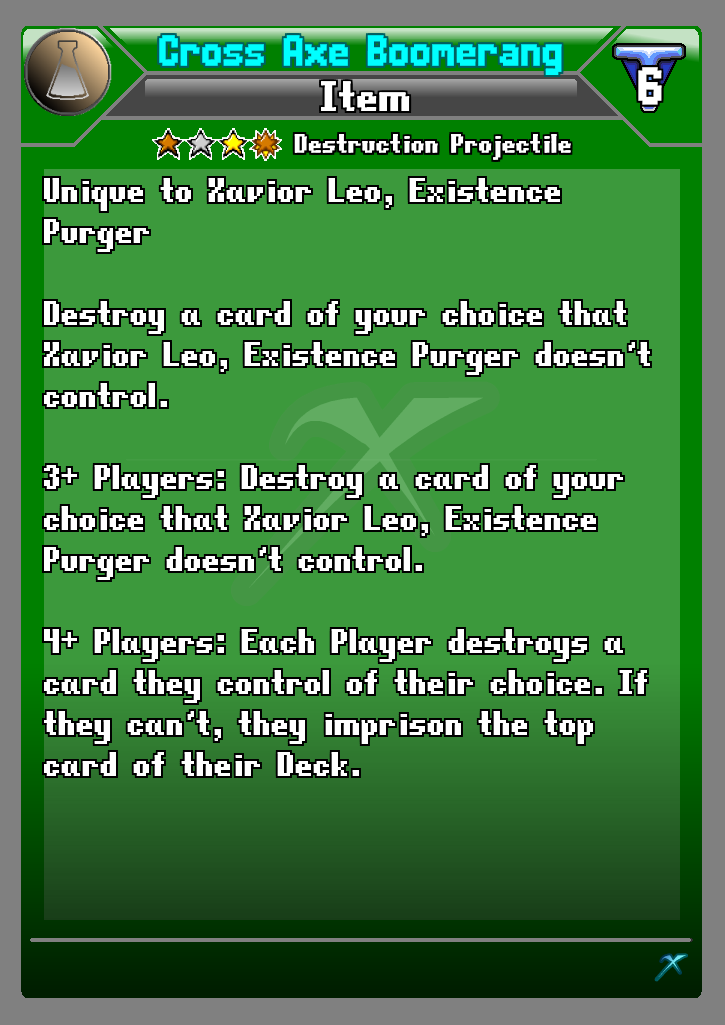 Cross Axe Boomerang
6
Item
Destruction Projectile
Unique to Xavior Leo, Existence
Purger
Destroy a card of your choice that
Xavior Leo, Existence Purger doesn't
control.
3+ Players: Destroy a card of your
choice that Xavior Leo, Existence
Purger doesn't control.
4+ Players: Each Player destroys a
card they control of their choice. If
they can't, they imprison the top
card of their Deck.